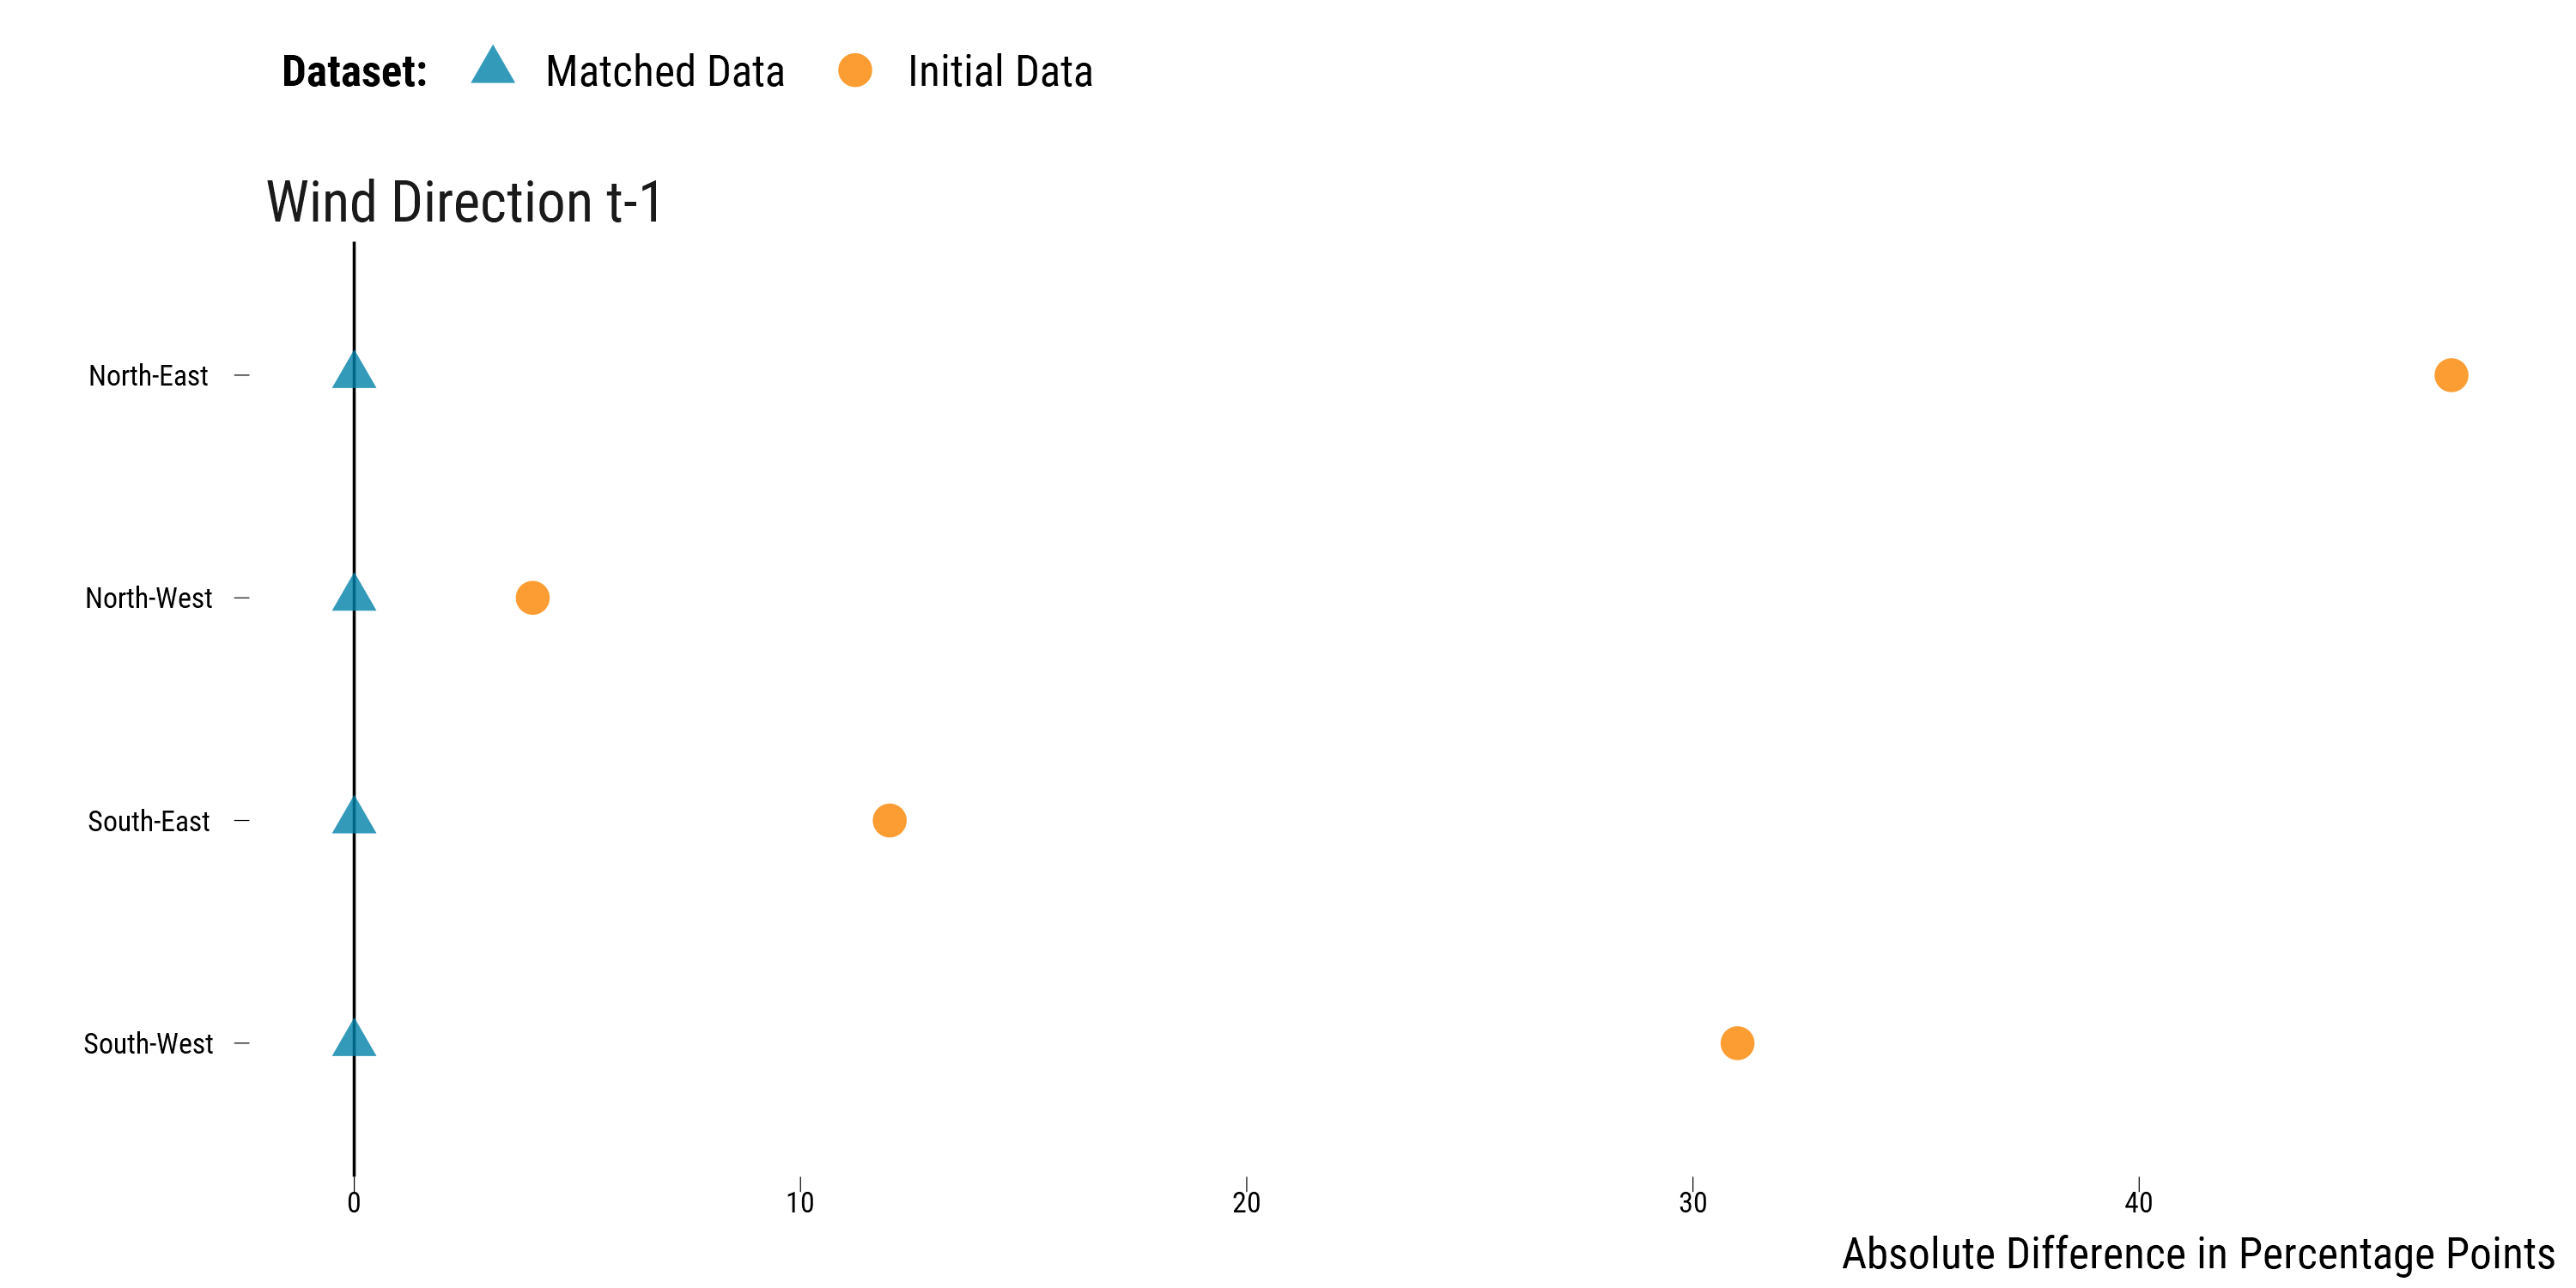 Dataset: Matched Data Initial Data
Wind Direction t-1
North-East
North-West
South-East
South-West
0 10 20 30 40
Absolute Difference in Percentage Points